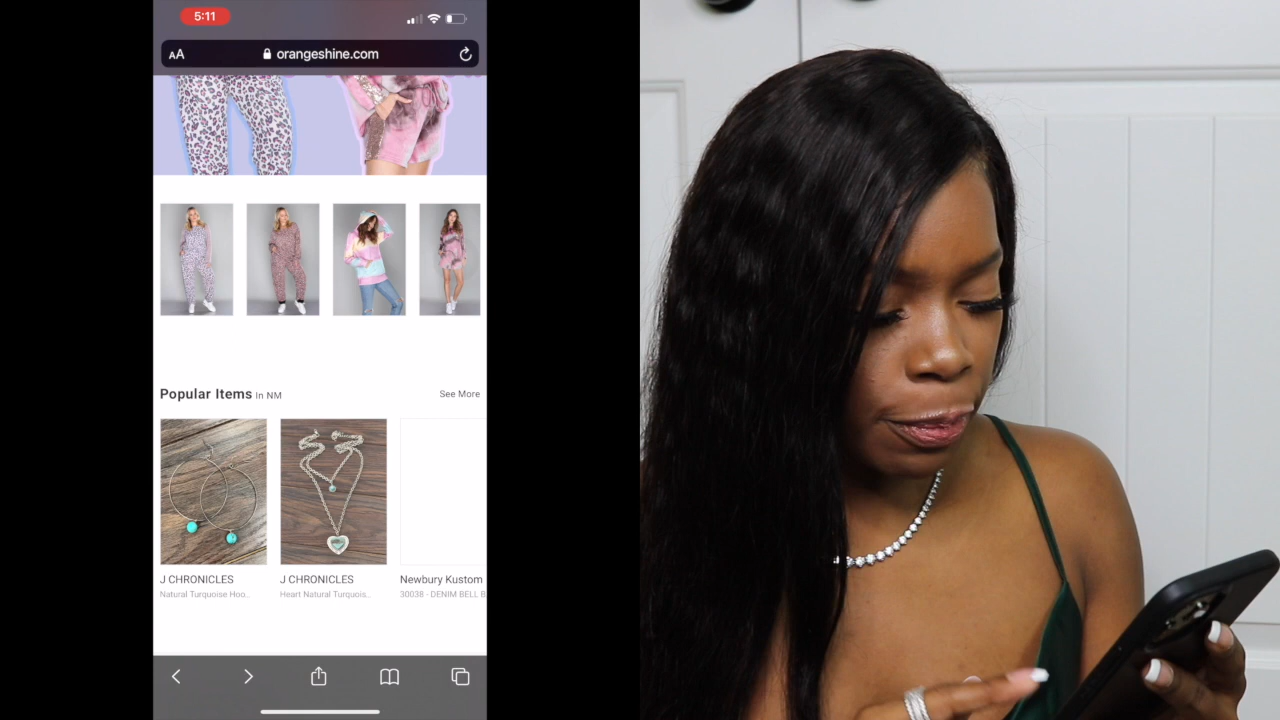 5:11
AA orangeshine.com
Popular Items In NM
See More
J CHRONICLES
Natural Turquoise Hoo...
J CHRONICLES
Heart Natural Turquois..
Newbury Kustom
30038 - DENIM BELL B